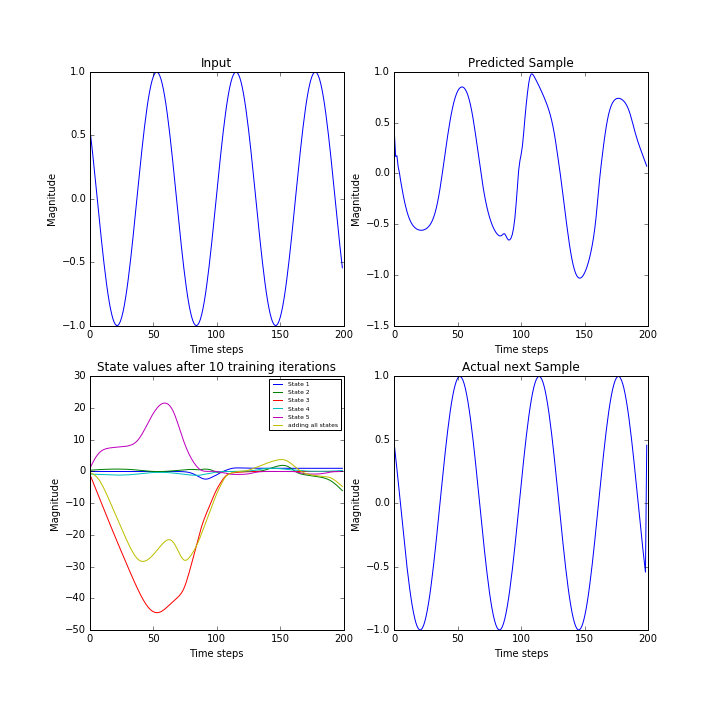 Input
1.0
0.5
0.0
−0.5
−1.0
Magnitude
0 50 100 150 200
Time steps
Predicted Sample
1.0
0.5
0.0
−0.5
−1.0
−1.5
Magnitude
0 50 100 150 200
Time steps
State values after 10 training iterations
30
20
10
0
−10
−20
−30
−40
−50
Magnitude
State 1
State 2
State 3
State 4
State 5
adding all states
0 50 100 150 200
Time steps
Actual next Sample
1.0
0.5
0.0
−0.5
−1.0
Magnitude
0 50 100 150 200
Time steps